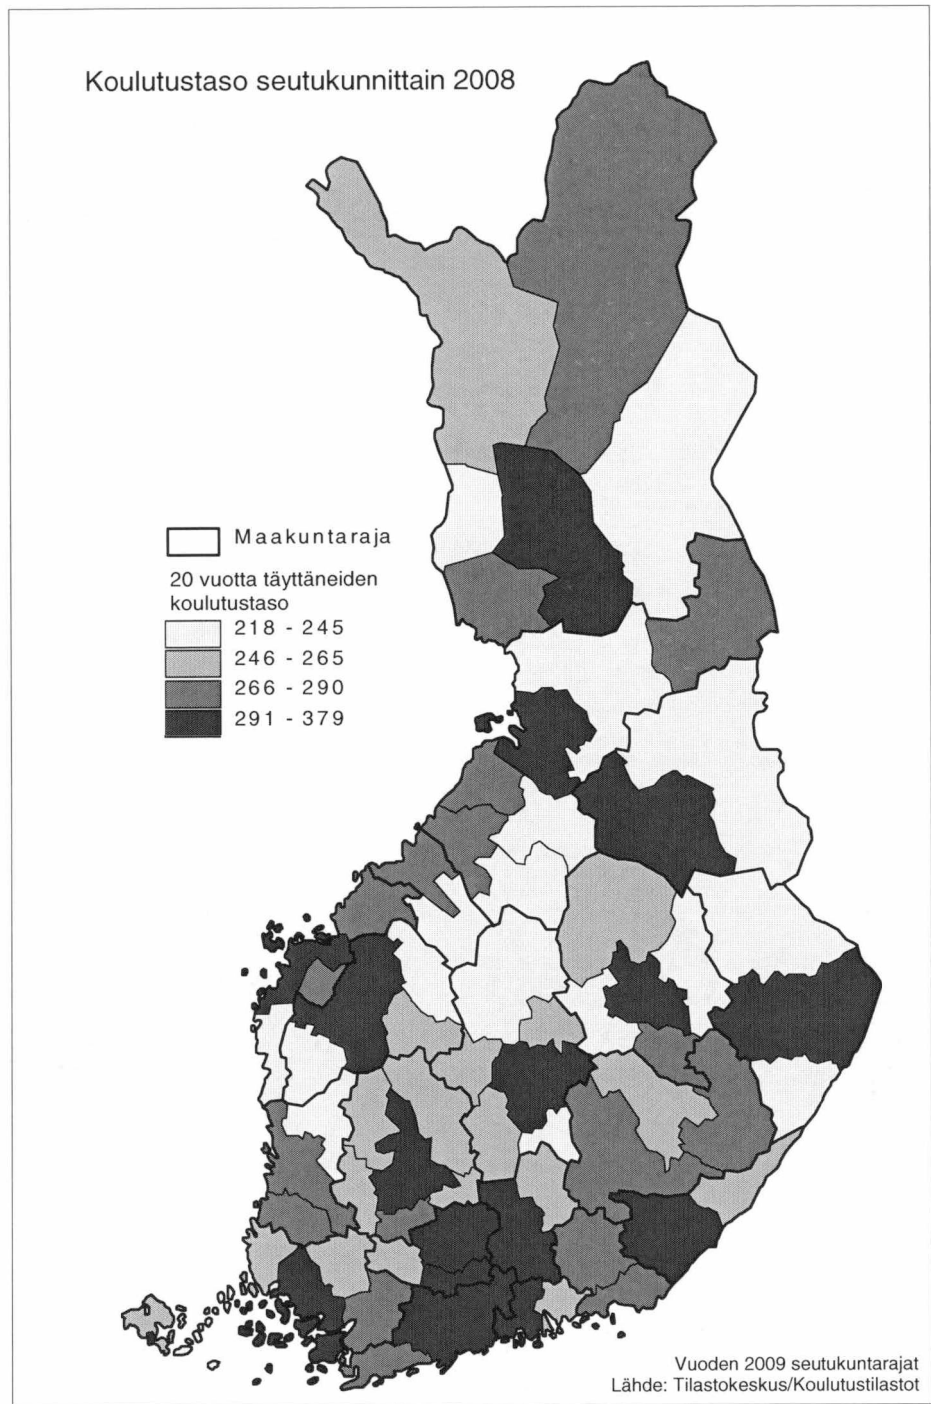 Koulutustaso seutukunnittain 2008
Maakuntaraja
20 vuotta täyttäneiden
koulutustaso
218 - 245
246 - 265
266 - 290
291 - 379
Vuoden 2009 seutukuntarajat
Lähde: Tilastokeskus/Koulutustilastot